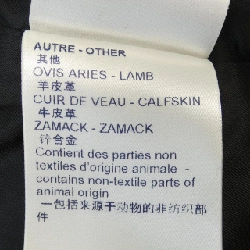 AUTRE - OTHER
其他
OVIS ARIES - LAMB
羊皮革
CUIR DE VEAU - CALFSKIN
牛皮革
ZAMACK - ZAMACK
锌合金
Contient des parties non
textiles d'origine animale -
contains non-textile parts of
animal origin
一包括来源于动物的非纺织部
件